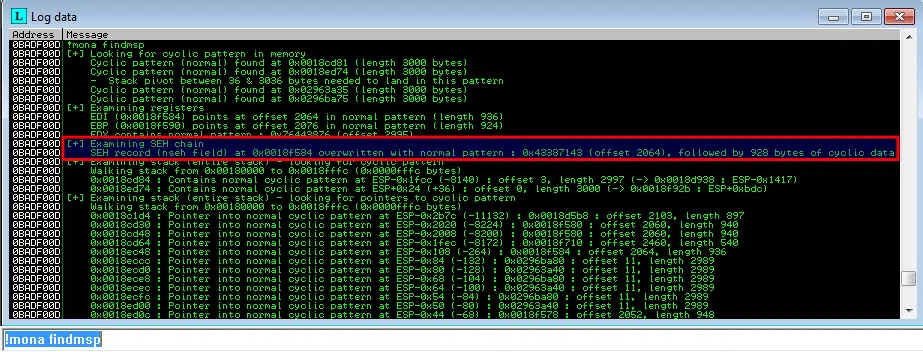 L Log data
Address Message
0BADF00D !mona findmsp
0BADF00D [+] Looking for cyclic pattern in memory
0BADF00D Cyclic pattern (normal) found at 0x0018cd81 (length 3000 bytes)
0BADF00D Cyclic pattern (normal) found at 0x0018ed74 (length 3000 bytes)
0BADF00D - Stack pivot between 36 & 3036 bytes needed to land in this pattern
0BADF00D Cyclic pattern (normal) found at 0x02963a35 (length 3000 bytes)
0BADF00D Cyclic pattern (normal) found at 0x0296ba75 (length 3000 bytes)
0BADF00D [+] Examining registers
0BADF00D EDI (0x0018f584) points at offset 2064 in normal pattern (length 936)
0BADF00D EBP (0x0018f590) points at offset 2076 in normal pattern (length 924)
0BADF00D EDX contains normal pattern : 0x76443876 (offset 2995)
0BADF00D [+] Examining SEH chain
0BADF00D SEH record (nseh field) at 0x0018f584 overwritten with normal pattern : 0x43387143 (offset 2064), followed by 928 bytes of cyclic data
0BADF00D [+] Examining stack (entire stack) - looking for cyclic pattern
0BADF00D Walking stack from 0x00180000 to 0x0018fffc (0x0000fffc bytes)
0BADF00D 0x0018cd84 : Contains normal cyclic pattern at ESP-0x1fcc (-8140) : offset 3, length 2997 (-> 0x0018d938 : ESP-0x1417)
0BADF00D 0x0018ed74 : Contains normal cyclic pattern at ESP+0x24 (+36) : offset 0, length 3000 (-> 0x0018f92b : ESP+0xbdc)
0BADF00D [+] Examining stack (entire stack) - looking for pointers to cyclic pattern
0BADF00D Walking stack from 0x00180000 to 0x0018fffc (0x0000fffc bytes)
0BADF00D 0x0018c1d4 : Pointer into normal cyclic pattern at ESP-0x2b7c (-11132) : 0x0018d5b8 : offset 2103, length 897
0BADF00D 0x0018cd30 : Pointer into normal cyclic pattern at ESP-0x2020 (-8224) : 0x0018f580 : offset 2060, length 940
0BADF00D 0x0018cd48 : Pointer into normal cyclic pattern at ESP-0x2008 (-8200) : 0x0018f580 : offset 2060, length 940
0BADF00D 0x0018cd64 : Pointer into normal cyclic pattern at ESP-0x1fec (-8172) : 0x0018f710 : offset 2460, length 540
0BADF00D 0x0018ec48 : Pointer into normal cyclic pattern at ESP-0x108 (-264) : 0x0018f584 : offset 2064, length 936
0BADF00D 0x0018eccc : Pointer into normal cyclic pattern at ESP-0x84 (-132) : 0x0296ba80 : offset 11, length 2989
0BADF00D 0x0018ecd0 : Pointer into normal cyclic pattern at ESP-0x80 (-128) : 0x02963a40 : offset 11, length 2989
0BADF00D 0x0018ece8 : Pointer into normal cyclic pattern at ESP-0x68 (-104) : 0x0296ba80 : offset 11, length 2989
0BADF00D 0x0018ecec : Pointer into normal cyclic pattern at ESP-0x64 (-100) : 0x02963a40 : offset 11, length 2989
0BADF00D 0x0018ecfc : Pointer into normal cyclic pattern at ESP-0x54 (-84) : 0x0296ba80 : offset 11, length 2989
0BADF00D 0x0018ed00 : Pointer into normal cyclic pattern at ESP-0x50 (-80) : 0x02963a40 : offset 11, length 2989
0BADF00D 0x0018ed0c : Pointer into normal cyclic pattern at ESP-0x44 (-68) : 0x0018f578 : offset 2052, length 948
!mona findmsp